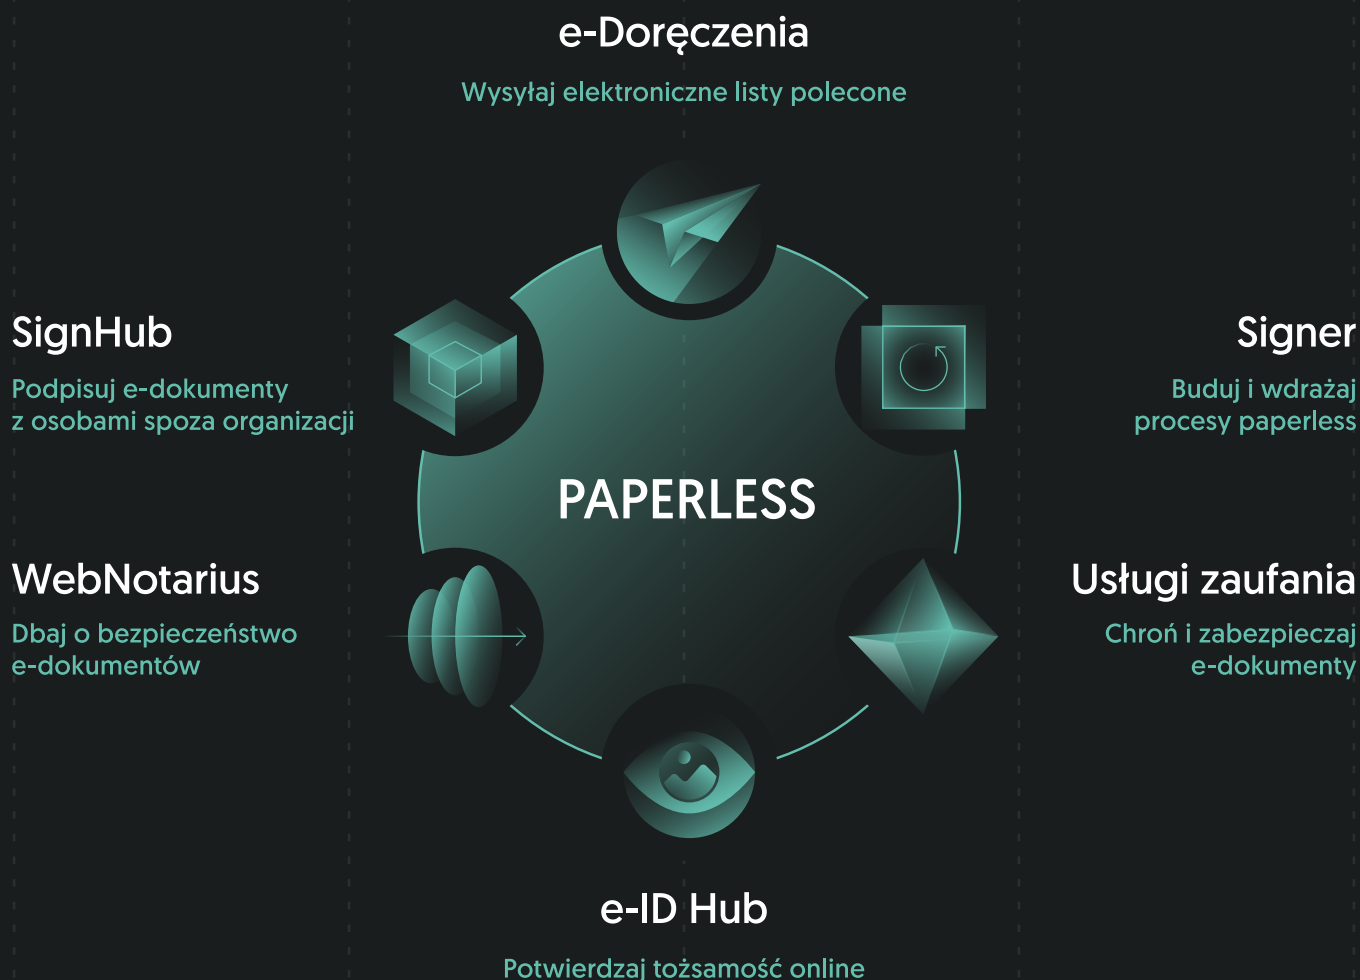 e-Doręczenia
Wysyłaj elektroniczne listy polecone
SignHub
Podpisuj e-dokumenty
z osobami spoza organizacji
Signer
Buduj i wdrażaj
procesy paperless
PAPERLESS
WebNotarius
Dbaj o bezpieczeństwo
e-dokumentów
Usługi zaufania
Chroń i zabezpieczaj
e-dokumenty
e-ID Hub
Potwierdzaj tożsamość online